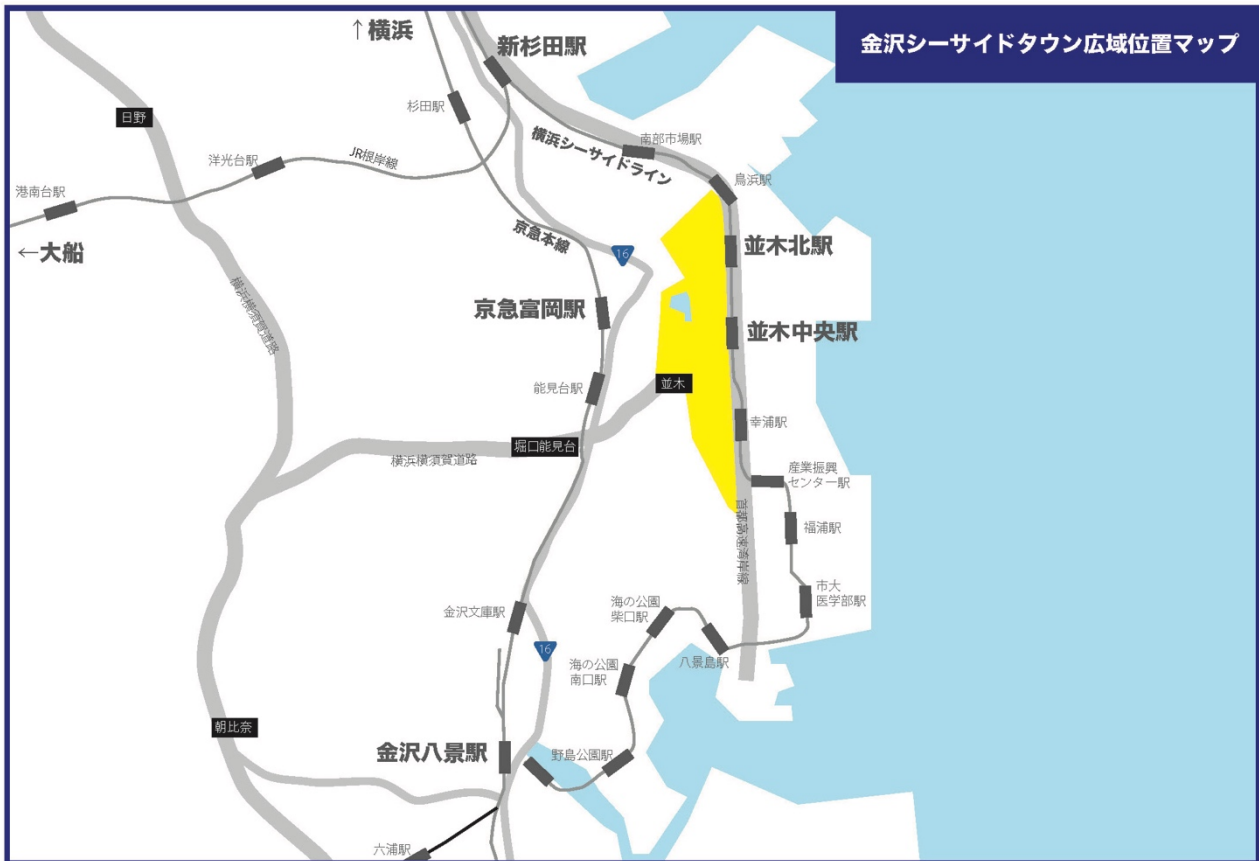 金沢シーサイドタウン広域位置マップ
↑横浜
新杉田駅
杉田駅
日野
南部市場駅
横浜シーサイドライン
洋光台駅
JR根岸線
鳥浜駅
港南台駅
←大船
京急本線
16
並木北駅
横浜横須賀道路
京急富岡駅
並木中央駅
能見台駅
並木
幸浦駅
堀口能見台
横浜横須賀道路
産業振興
センター駅
首都高速湾岸線
福浦駅
市大
医学部駅
金沢文庫駅
海の公園
柴口駅
16
八景島駅
海の公園
南口駅
朝比奈
金沢八景駅
野島公園駅
六浦駅